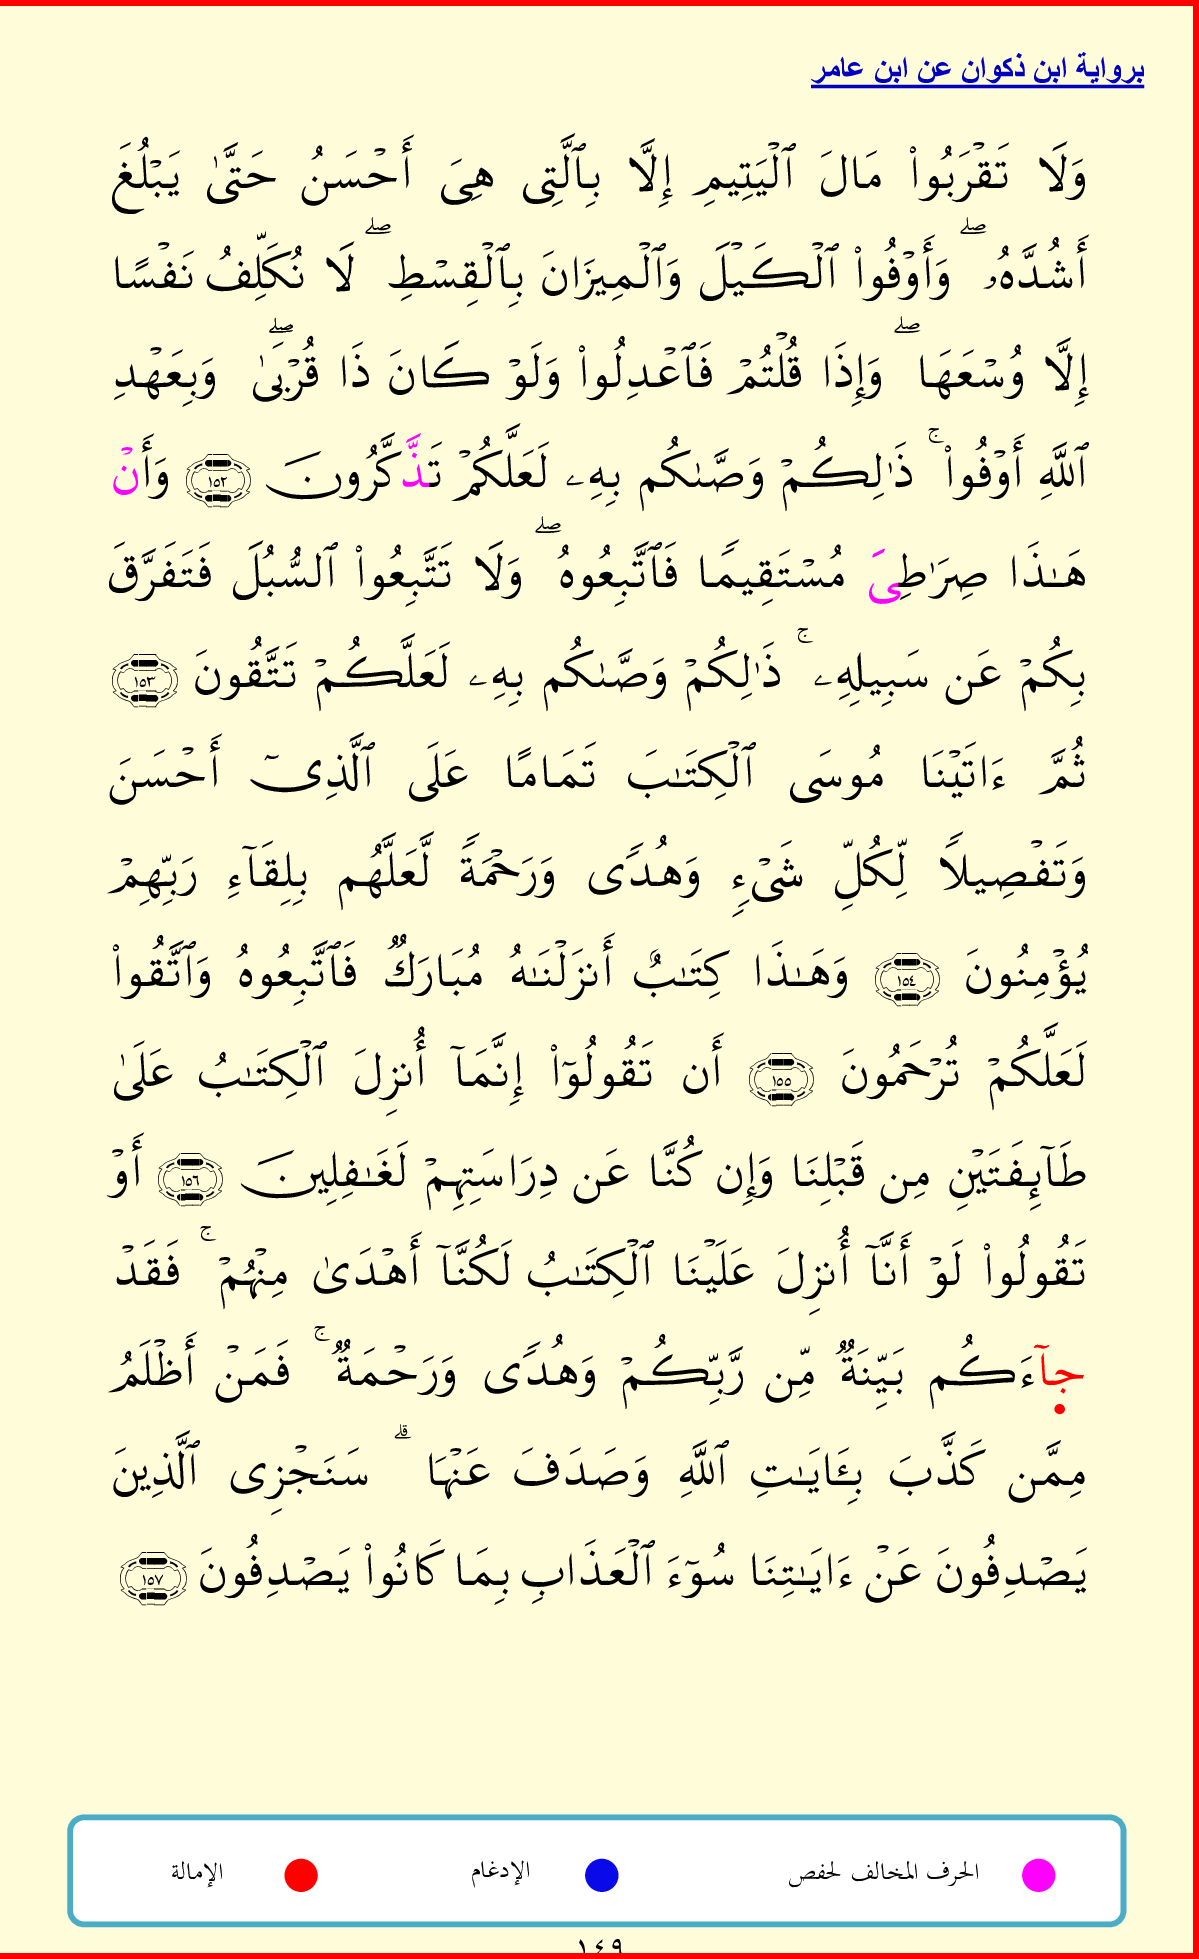 برواية ابن ذكوان عن ابن عامر
وَلَا تَقۡرَبُواْ مَالَ ٱلۡيَتِيمِ إِلَّا بِٱلَّتِي هِيَ أَحۡسَنُ حَتَّىٰ يَبۡلُغَ
أَشُدَّهُۥۖ وَأَوۡفُواْ ٱلۡكَيۡلَ وَٱلۡمِيزَانَ بِٱلۡقِسۡطِۖ لَا نُكَلِّفُ نَفۡسًا
إِلَّا وُسۡعَهَاۖ وَإِذَا قُلۡتُمۡ فَٱعۡدِلُواْ وَلَوۡ كَانَ ذَا قُرۡبَىٰۖ وَبِعَهۡدِ
ٱللَّهِ أَوۡفُواْۚ ذَٰلِكُمۡ وَصَّىٰكُم بِهِۦ لَعَلَّكُمۡ تَذَّكَّرُونَ ١٥٢ وَأَنۡ
هَٰذَا صِرَٰطِيَ مُسۡتَقِيمًا فَٱتَّبِعُوهُۖ وَلَا تَتَّبِعُواْ ٱلسُّبُلَ فَتَفَرَّقَ
بِكُمۡ عَن سَبِيلِهِۦۚ ذَٰلِكُمۡ وَصَّىٰكُم بِهِۦ لَعَلَّكُمۡ تَتَّقُونَ ١٥٣
ثُمَّ ءَاتَيۡنَا مُوسَى ٱلۡكِتَٰبَ تَمَامًا عَلَى ٱلَّذِيٓ أَحۡسَنَ
وَتَفۡصِيلًا لِّكُلِّ شَيۡءٖ وَهُدٗى وَرَحۡمَةٗ لَّعَلَّهُم بِلِقَآءِ رَبِّهِمۡ
يُؤۡمِنُونَ ١٥٤ وَهَٰذَا كِتَٰبٌ أَنزَلۡنَٰهُ مُبَارَكٞ فَٱتَّبِعُوهُ وَٱتَّقُواْ
لَعَلَّكُمۡ تُرۡحَمُونَ ١٥٥ أَن تَقُولُوٓاْ إِنَّمَآ أُنزِلَ ٱلۡكِتَٰبُ عَلَىٰ
طَآئِفَتَيۡنِ مِن قَبۡلِنَا وَإِن كُنَّا عَن دِرَاسَتِهِمۡ لَغَٰفِلِينَ ١٥٦ أَوۡ
تَقُولُواْ لَوۡ أَنَّآ أُنزِلَ عَلَيۡنَا ٱلۡكِتَٰبُ لَكُنَّآ أَهۡدَىٰ مِنۡهُمۡۚ فَقَدۡ
جآءَكُم بَيِّنَةٞ مِّن رَّبِّكُمۡ وَهُدٗى وَرَحۡمَةٞۚ فَمَنۡ أَظۡلَمُ
مِمَّن كَذَّبَ بِـَٔايَٰتِ ٱللَّهِ وَصَدَفَ عَنۡهَاۗ سَنَجۡزِي ٱلَّذِينَ
يَصۡدِفُونَ عَنۡ ءَايَٰتِنَا سُوٓءَ ٱلۡعَذَابِ بِمَا كَانُواْ يَصۡدِفُونَ ١٥٧
الحرف المخالف لحفص الإدغام الإمالة
١٤٩